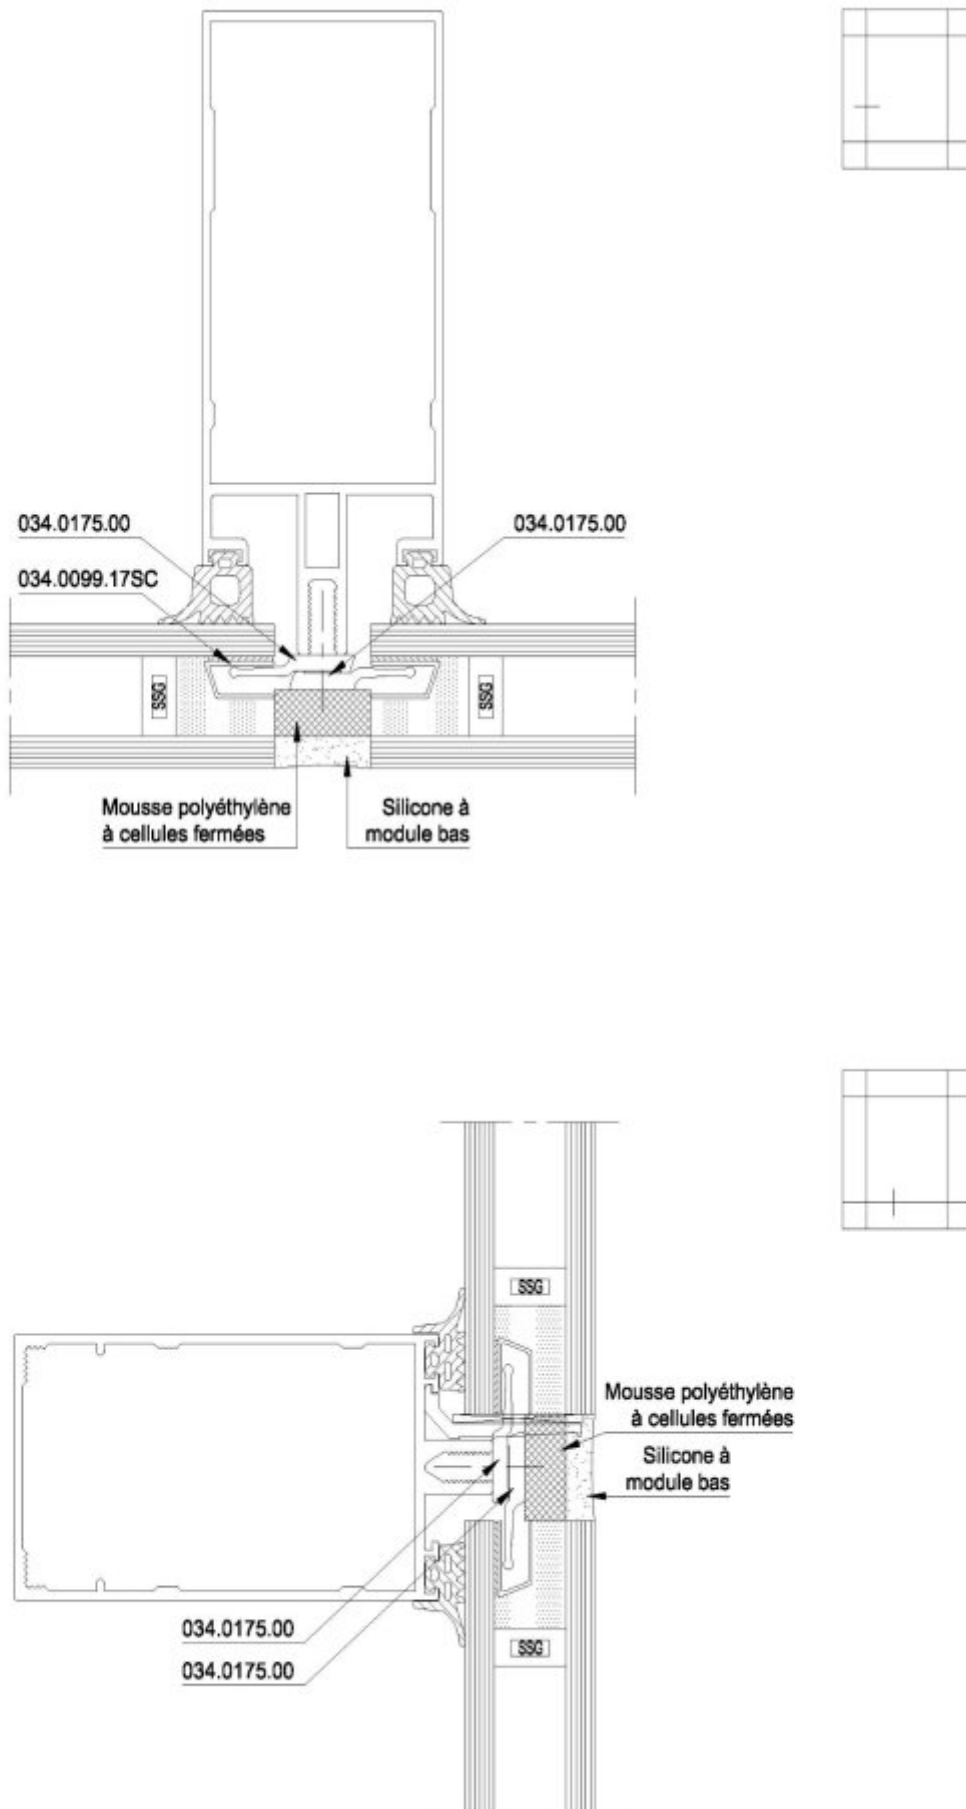 034.0175.00
034.0175.00
034.0099.17SC
SSG
SSG
Mousse polyéthylène
à cellules fermées
Silicone à
module bas
SSG
Mousse polyéthylène
à cellules fermées
Silicone à
module bas
034.0175.00
034.0175.00
SSG